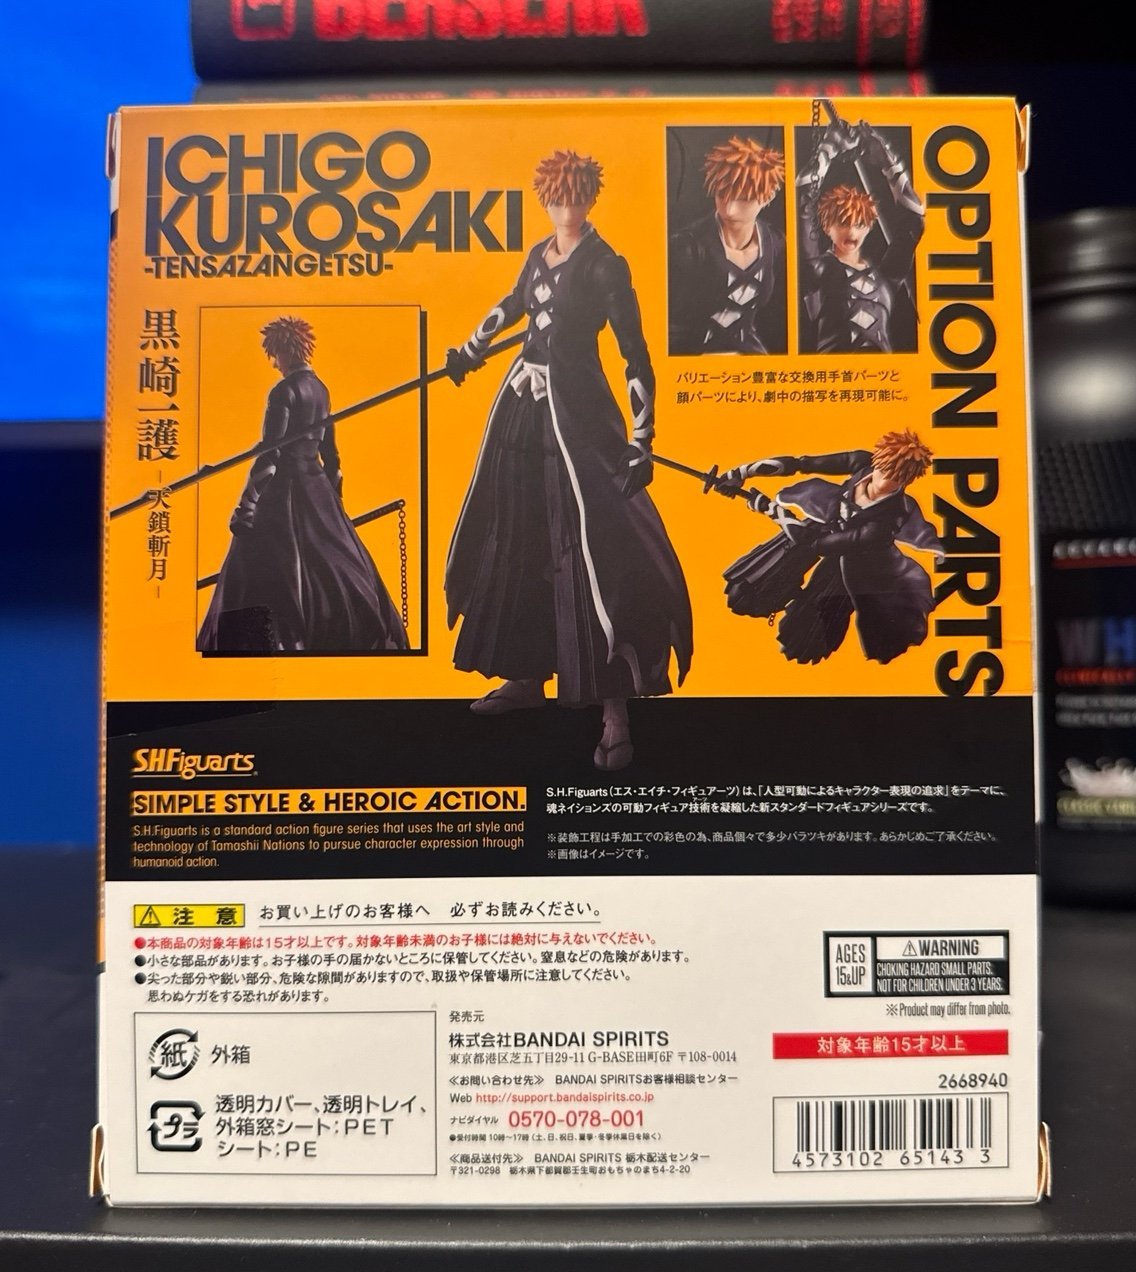 BERSERK
ICHIGO
KUROSAKI
-TENSAZANGETSU-
黒崎一護
-天鎖斬月-
OPTION PARTS
バリエーション豊富な交換用手首パーツと
顔パーツにより、劇中の描写を再現可能に。
S.H.Figuarts
SIMPLE STYLE & HEROIC ACTION.
S.H.Figuarts is a standard action figure series that uses the art style and
technology of Tamashii Nations to pursue character expression through
humanoid action.
S.H.Figuarts(エス・エイチ・フィギュアーツ)は、「人型可動によるキャラクター表現の追求」をテーマに、
魂ネイションズの可動フィギュア技術を凝縮した新スタンダードフィギュアシリーズです。
※装飾工程は手加工での彩色の為、商品個々で多少バラツキがあります。あらかじめご了承ください。
※画像はイメージです。
⚠注意 お買い上げのお客様へ 必ずお読みください。
●本商品の対象年齢は15才以上です。対象年齢未満のお子様には絶対に与えないでください。
●小さな部品があります。お子様の手の届かないところに保管してください。窒息などの危険があります。
●尖った部分や鋭い部分、危険な隙間がありますので、取扱や保管場所に注意してください。
思わぬケガをする恐れがあります。
AGES
15&UP
⚠WARNING
CHOKING HAZARD SMALL PARTS.
NOT FOR CHILDREN UNDER 3 YEARS.
※Product may differ from photo.
紙 外箱
プラ 透明カバー、透明トレイ、
外箱窓シート:PET
シート:PE
発売元
株式会社BANDAI SPIRITS
東京都港区芝五丁目29-11 G-BASE田町6F 〒108-0014
≪お問い合わせ先≫ BANDAI SPIRITSお客様相談センター
Web http://support.bandaispirits.co.jp
ナビダイヤル 0570-078-001
●受付時間 10時～17時(土、日、祝日、夏季・冬季休業日を除く)
≪商品送付先≫ BANDAI SPIRITS 栃木配送センター
〒321-0298 栃木県下都賀郡壬生町おもちゃのまち4-2-20
対象年齢15才以上
2668940
4573102 65143 3
WH